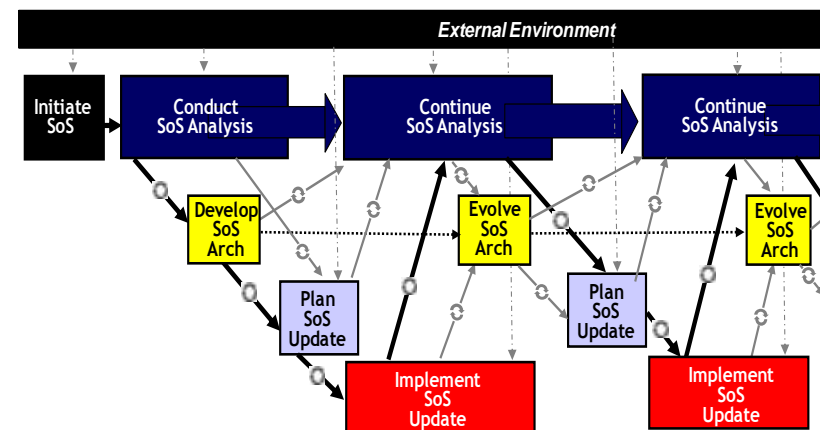 External Environment
Initiate
SoS
Conduct
SoS Analysis
Continue
SoS Analysis
Continue
SoS Analysis
Develop
SoS
Arch
Evolve
SoS
Arch
Evolve
SoS
Arch
Plan
SoS
Update
Plan
SoS
Update
Implement
SoS
Update
Implement
SoS
Update